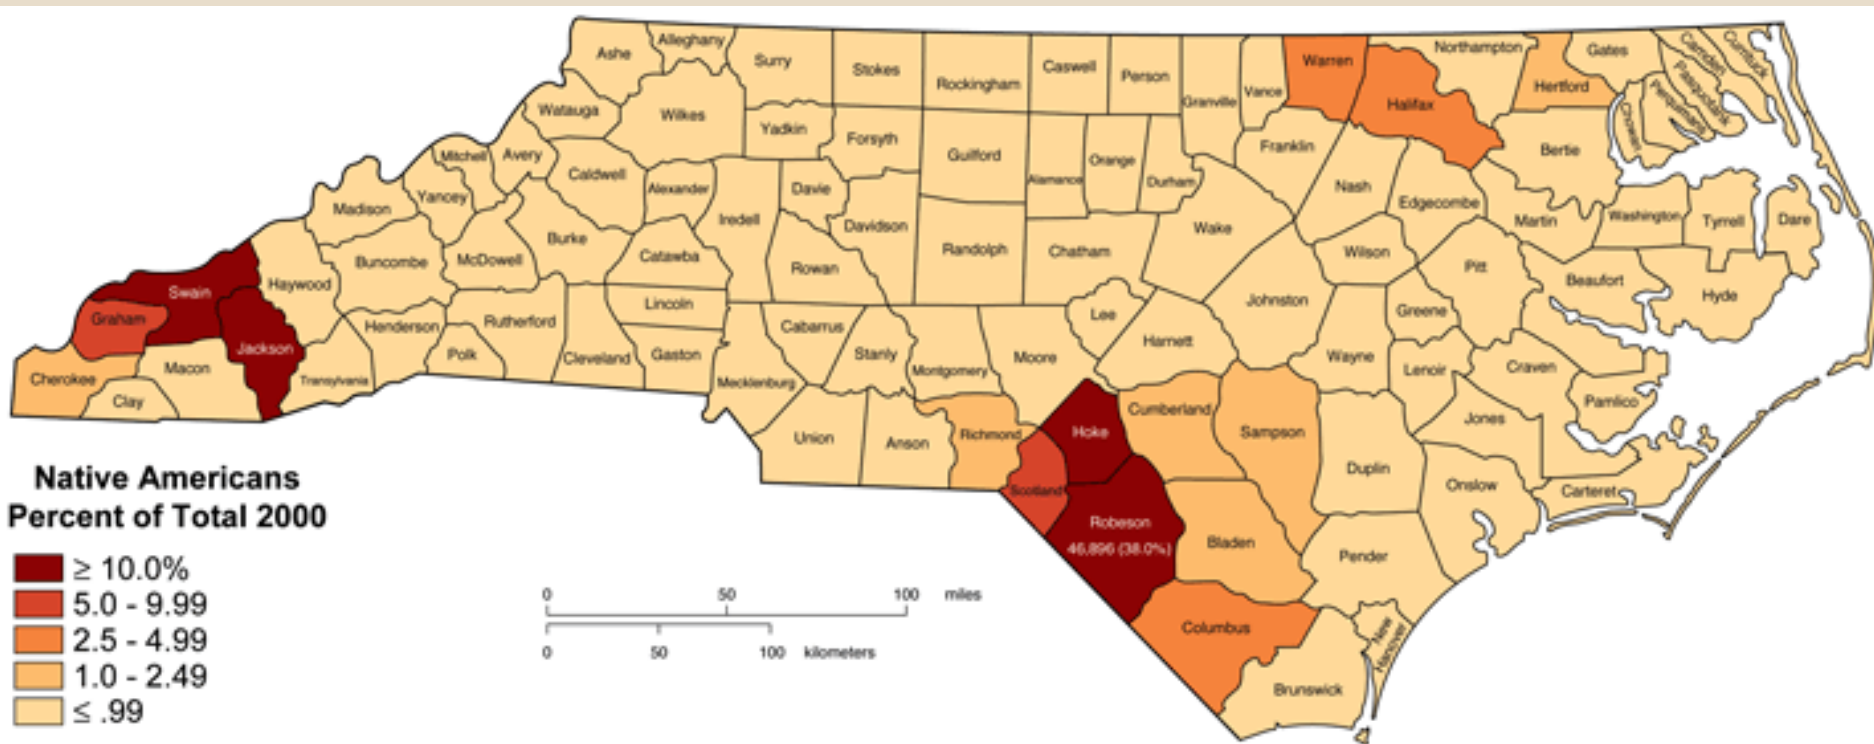 Ashe
Alleghany
Surry
Stokes
Rockingham
Caswell
Person
Granville
Vance
Warren
Halifax
Northampton
Hertford
Gates
Camden
Currituck
Pasquotank
Perquimans
Chowan
Bertie
Watauga
Wilkes
Yadkin
Forsyth
Guilford
Alamance
Orange
Durham
Franklin
Nash
Edgecombe
Martin
Washington
Tyrrell
Dare
Mitchell
Avery
Caldwell
Alexander
Iredell
Davie
Davidson
Randolph
Chatham
Wake
Wilson
Pitt
Beaufort
Hyde
Madison
Yancey
Buncombe
McDowell
Burke
Catawba
Rowan
Johnston
Greene
Swain
Haywood
Graham
Jackson
Henderson
Rutherford
Polk
Cleveland
Lincoln
Gaston
Cabarrus
Stanly
Montgomery
Moore
Lee
Harnett
Wayne
Lenoir
Craven
Pamlico
Cherokee
Macon
Clay
Transylvania
Mecklenburg
Union
Anson
Richmond
Hoke
Cumberland
Sampson
Jones
Duplin
Onslow
Carteret
Scotland
Robeson
46,896 (38.0%)
Bladen
Pender
Columbus
New
Hanover
Brunswick
Native Americans
Percent of Total 2000
≥ 10.0%
5.0 - 9.99
2.5 - 4.99
1.0 - 2.49
≤ .99
0 50 100 miles
0 50 100 kilometers